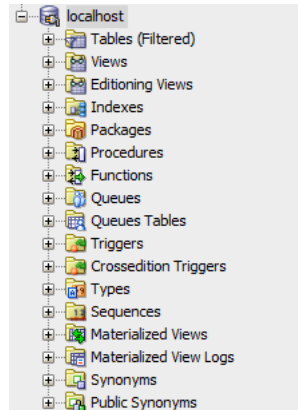 localhost
Tables (Filtered)
Views
Editioning Views
Indexes
Packages
Procedures
Functions
Queues
Queues Tables
Triggers
Crossedition Triggers
Types
Sequences
Materialized Views
Materialized View Logs
Synonyms
Public Synonyms